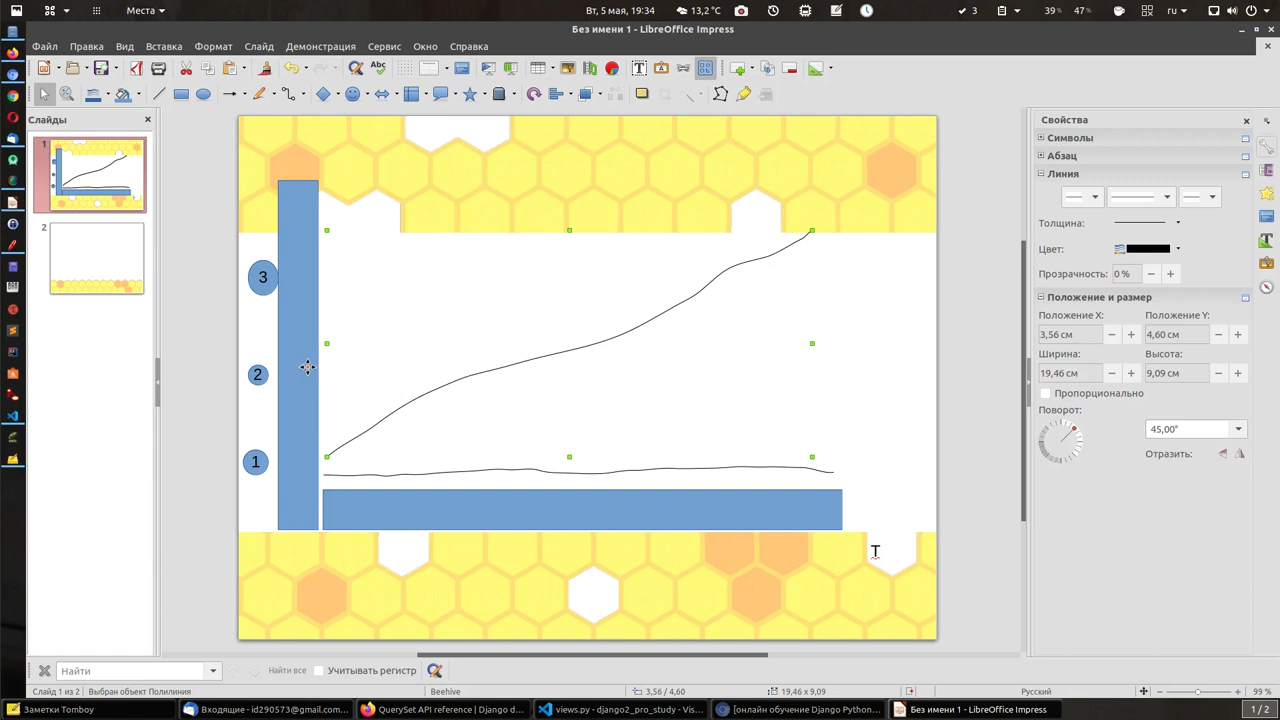 Места
Вт, 5 мая, 19:34
13,2 °C
3
39%
47%
ru
Без имени 1 - LibreOffice Impress
Файл
Правка
Вид
Вставка
Формат
Слайд
Демонстрация
Сервис
Окно
Справка
Слайды
1
2
3
2
1
T
Свойства
Символы
Абзац
Линия
Толщина:
Цвет:
Прозрачность:
0 %
Положение и размер
Положение X:
Положение Y:
3,56 см
4,60 см
Ширина:
Высота:
19,46 см
9,09 см
Пропорционально
Поворот:
45,00°
Отразить:
Найти
Найти все
Учитывать регистр
Слайд 1 из 2
Выбран объект Полилиния
Beehive
3,56 / 4,60
19,46 x 9,09
Русский
99 %
Заметки Tomboy
Входящие - id290573@gmail.com...
QuerySet API reference | Django d...
views.py - django2_pro_study - Vis...
[онлайн обучение Django Python...
Без имени 1 - LibreOffice Impress
1 / 2